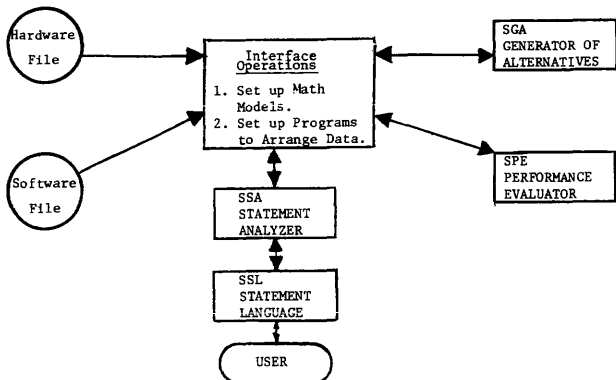 Hardware
File
Interface
Operations
1. Set up Math
Models.
2. Set up Programs
to Arrange Data.
SGA
GENERATOR OF
ALTERNATIVES
Software
File
SPE
PERFORMANCE
EVALUATOR
SSA
STATEMENT
ANALYZER
SSL
STATEMENT
LANGUAGE
USER